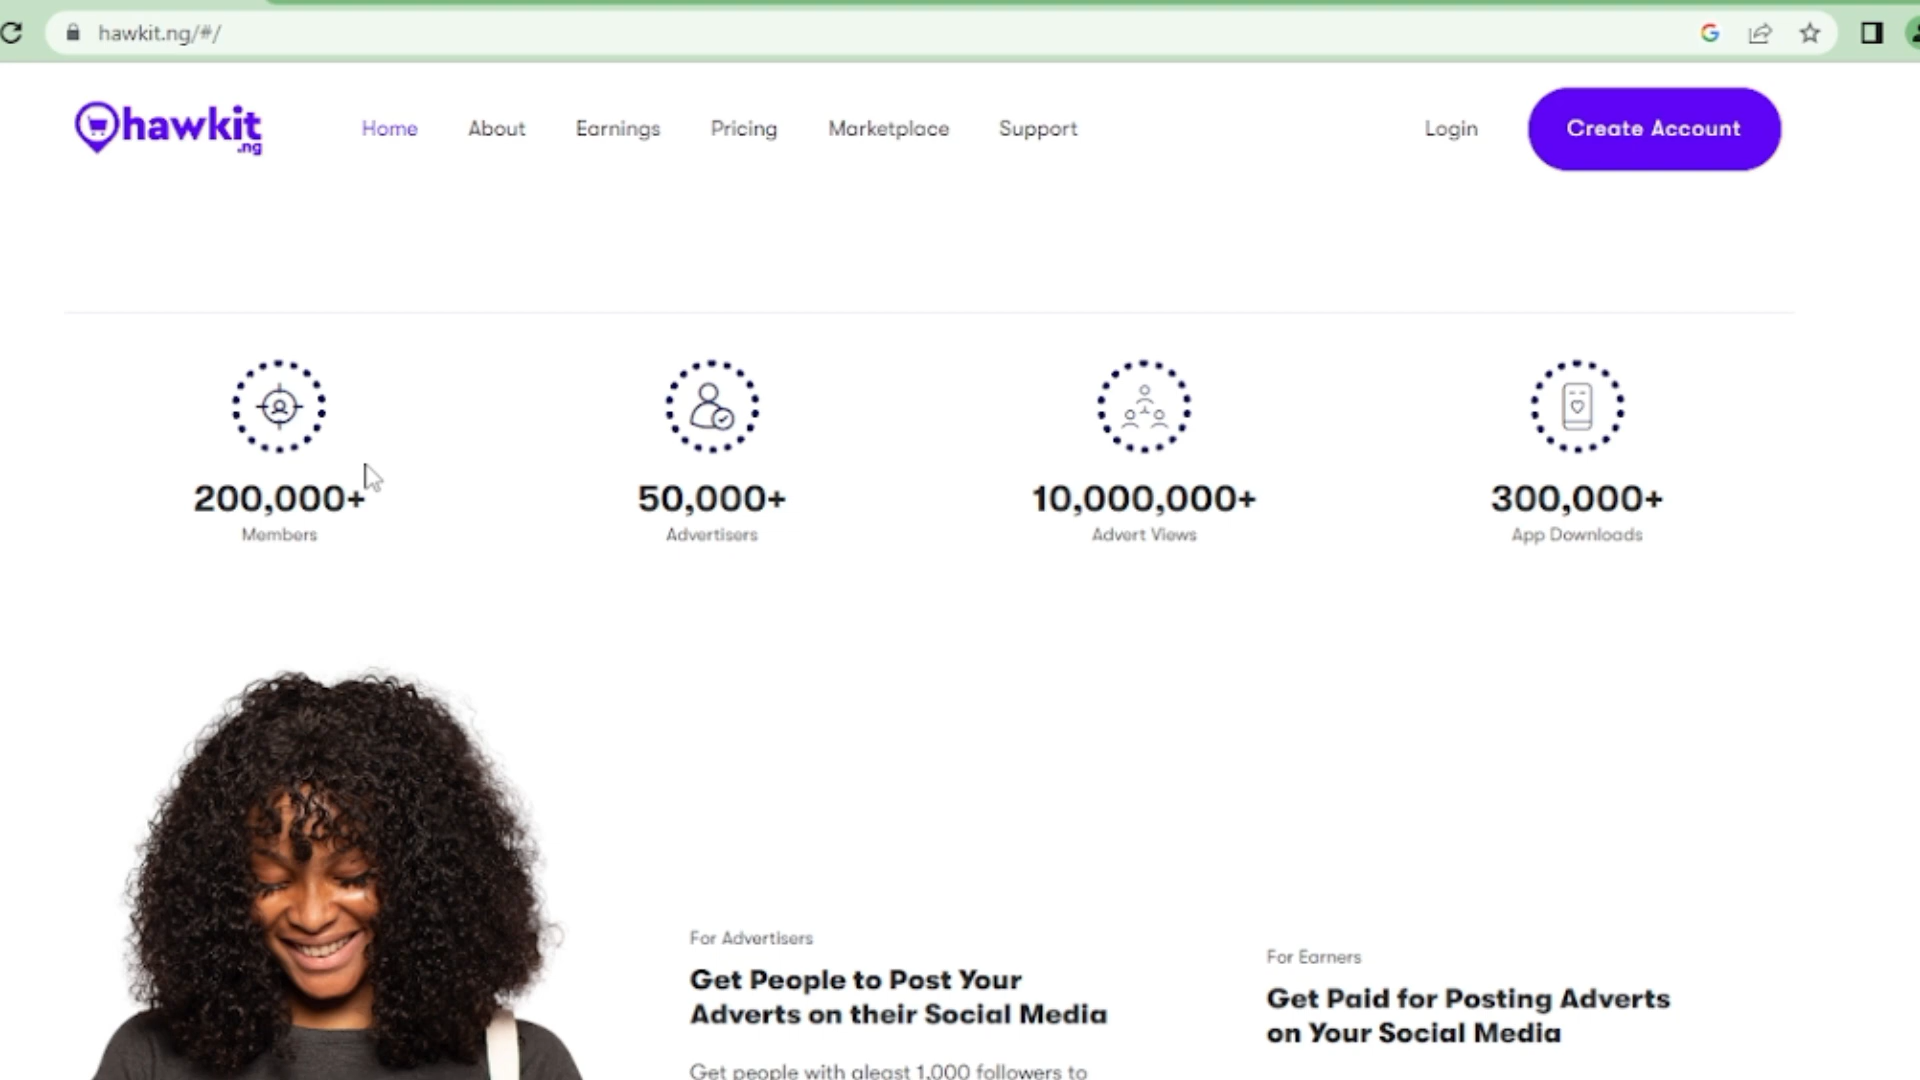 hawkit.ng/#/
hawkit
.ng
Home About Earnings Pricing Marketplace Support Login Create Account
200,000+ 50,000+ 10,000,000+ 300,000+
Members Advertisers Advert Views App Downloads
For Advertisers
Get People to Post Your
Adverts on their Social Media
Get people with aleast 1,000 followers to
For Earners
Get Paid for Posting Adverts
on Your Social Media